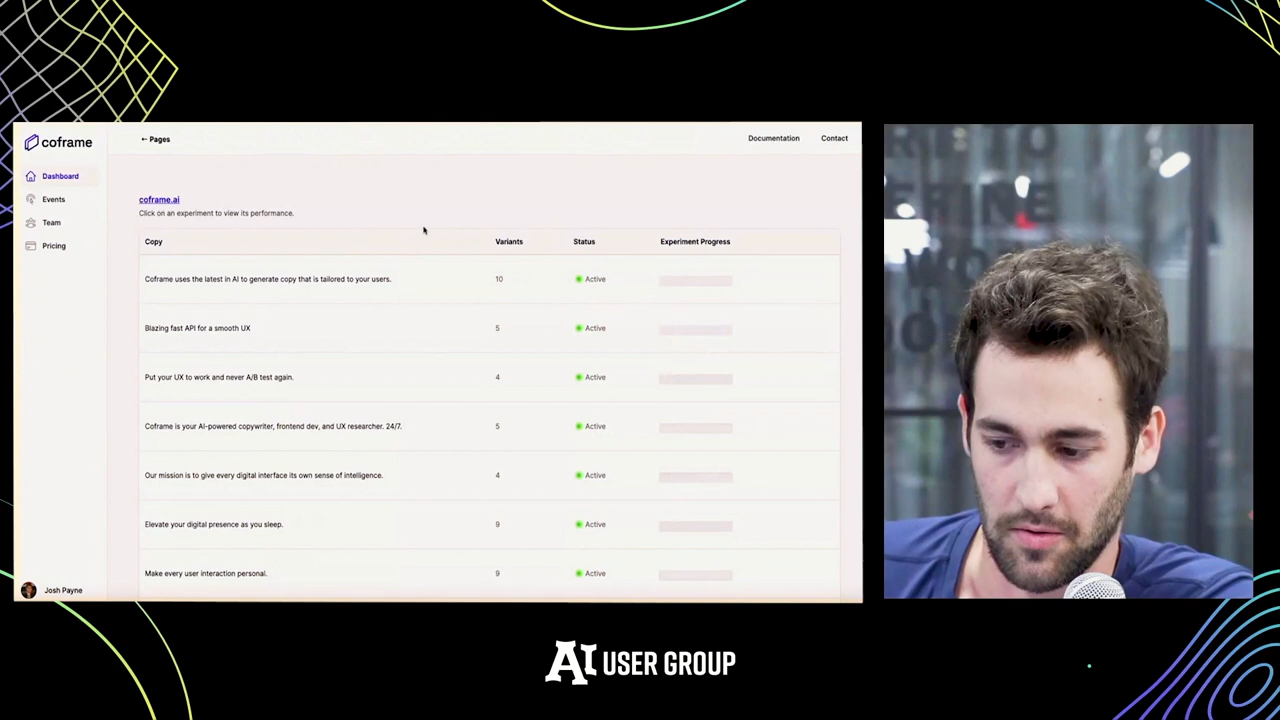 coframe
← Pages
Documentation
Contact
Dashboard
Events
Team
Pricing
coframe.ai
Click on an experiment to view its performance.
Copy Variants Status Experiment Progress
Coframe uses the latest in AI to generate copy that is tailored to your users. 10 Active
Blazing fast API for a smooth UX 5 Active
Put your UX to work and never A/B test again. 4 Active
Coframe is your AI-powered copywriter, frontend dev, and UX researcher. 24/7. 5 Active
Our mission is to give every digital interface its own sense of intelligence. 4 Active
Elevate your digital presence as you sleep. 9 Active
Make every user interaction personal. 9 Active
Josh Payne
AI USER GROUP